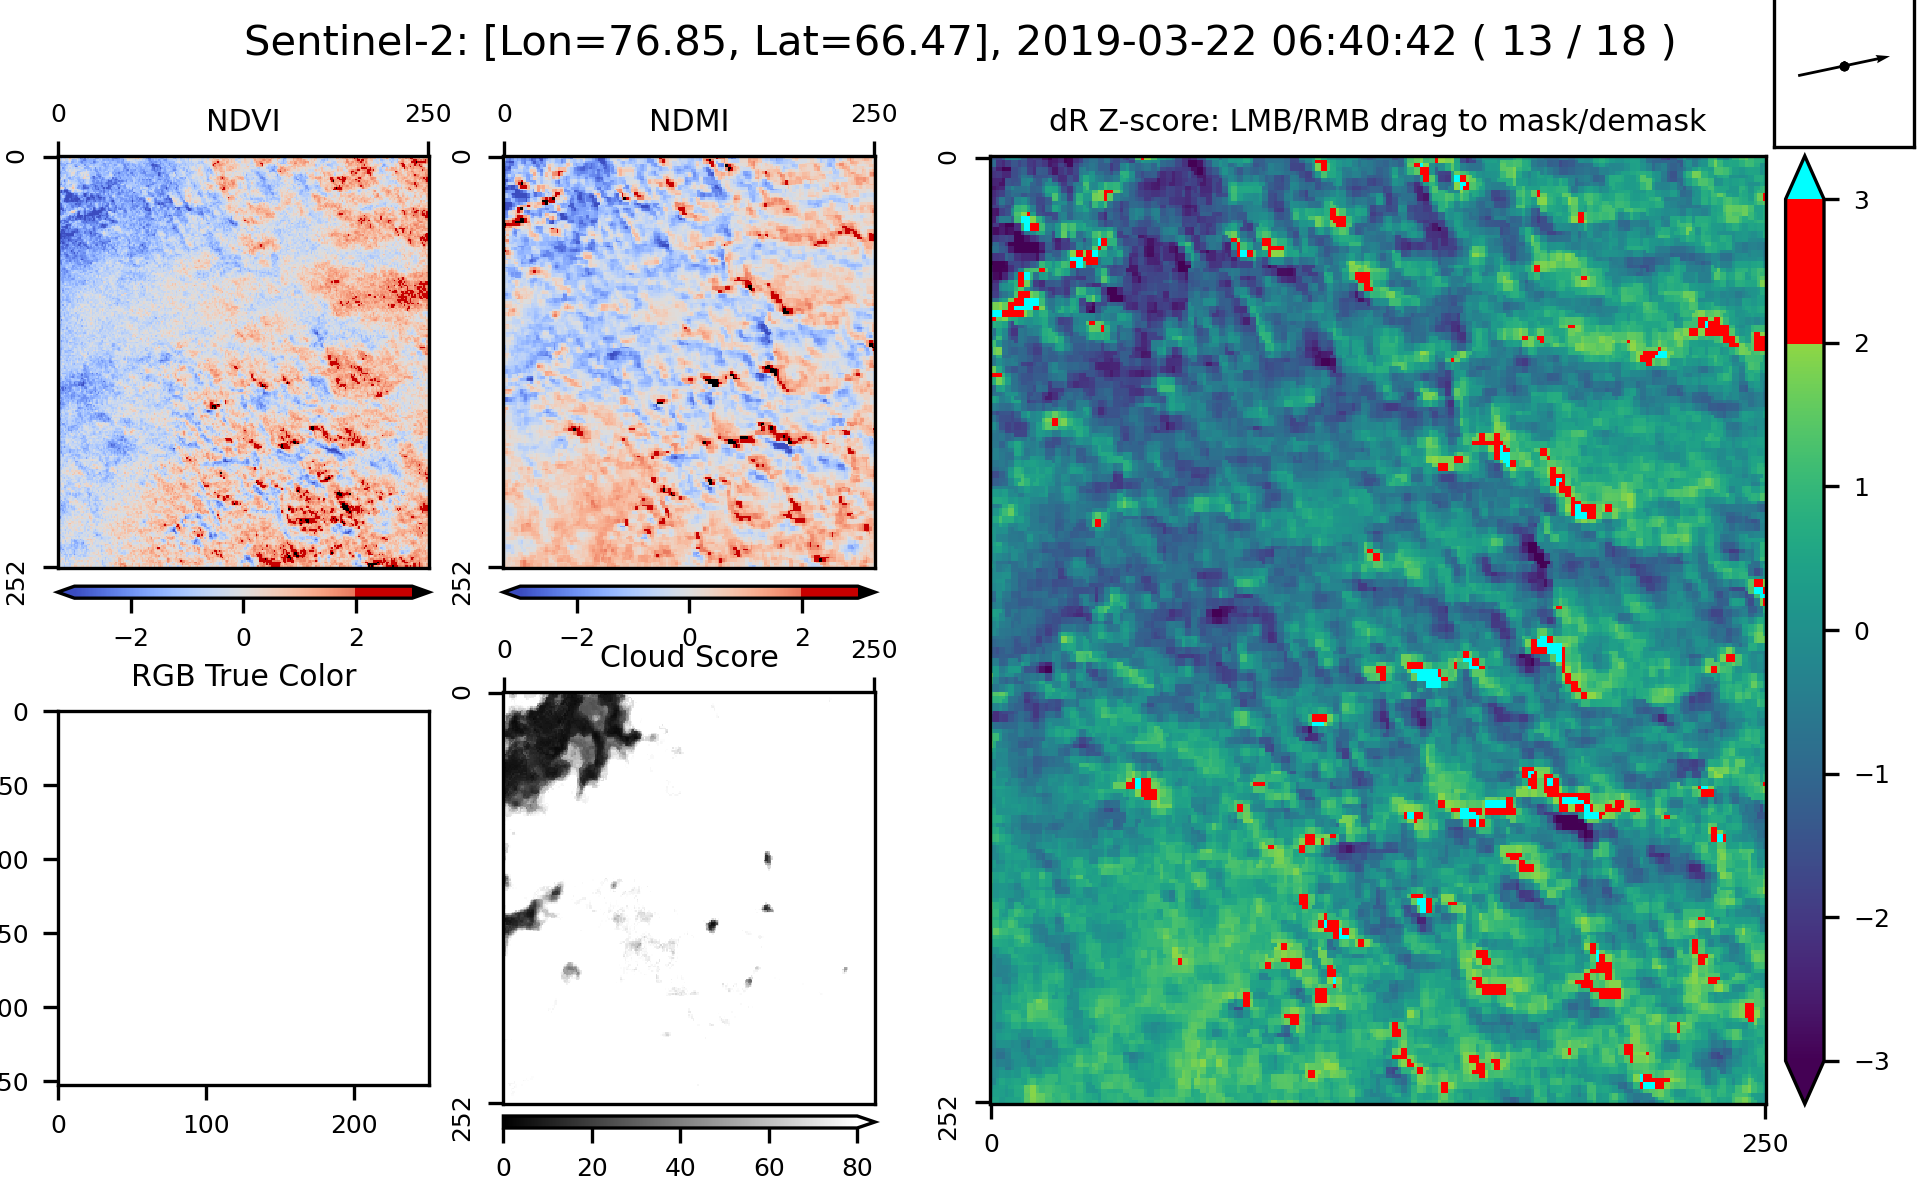 Sentinel-2: [Lon=76.85, Lat=66.47], 2019-03-22 06:40:42 ( 13 / 18 )
0 NDVI 250
0 NDMI 250
dR Z-score: LMB/RMB drag to mask/demask
0
252
0
252
−2 0 2
−2 0 2
RGB True Color
0
50
00
50
00
50
0 100 200
0 Cloud Score 250
0
252
0 20 40 60 80
0
252
0 250
3
2
1
0
−1
−2
−3